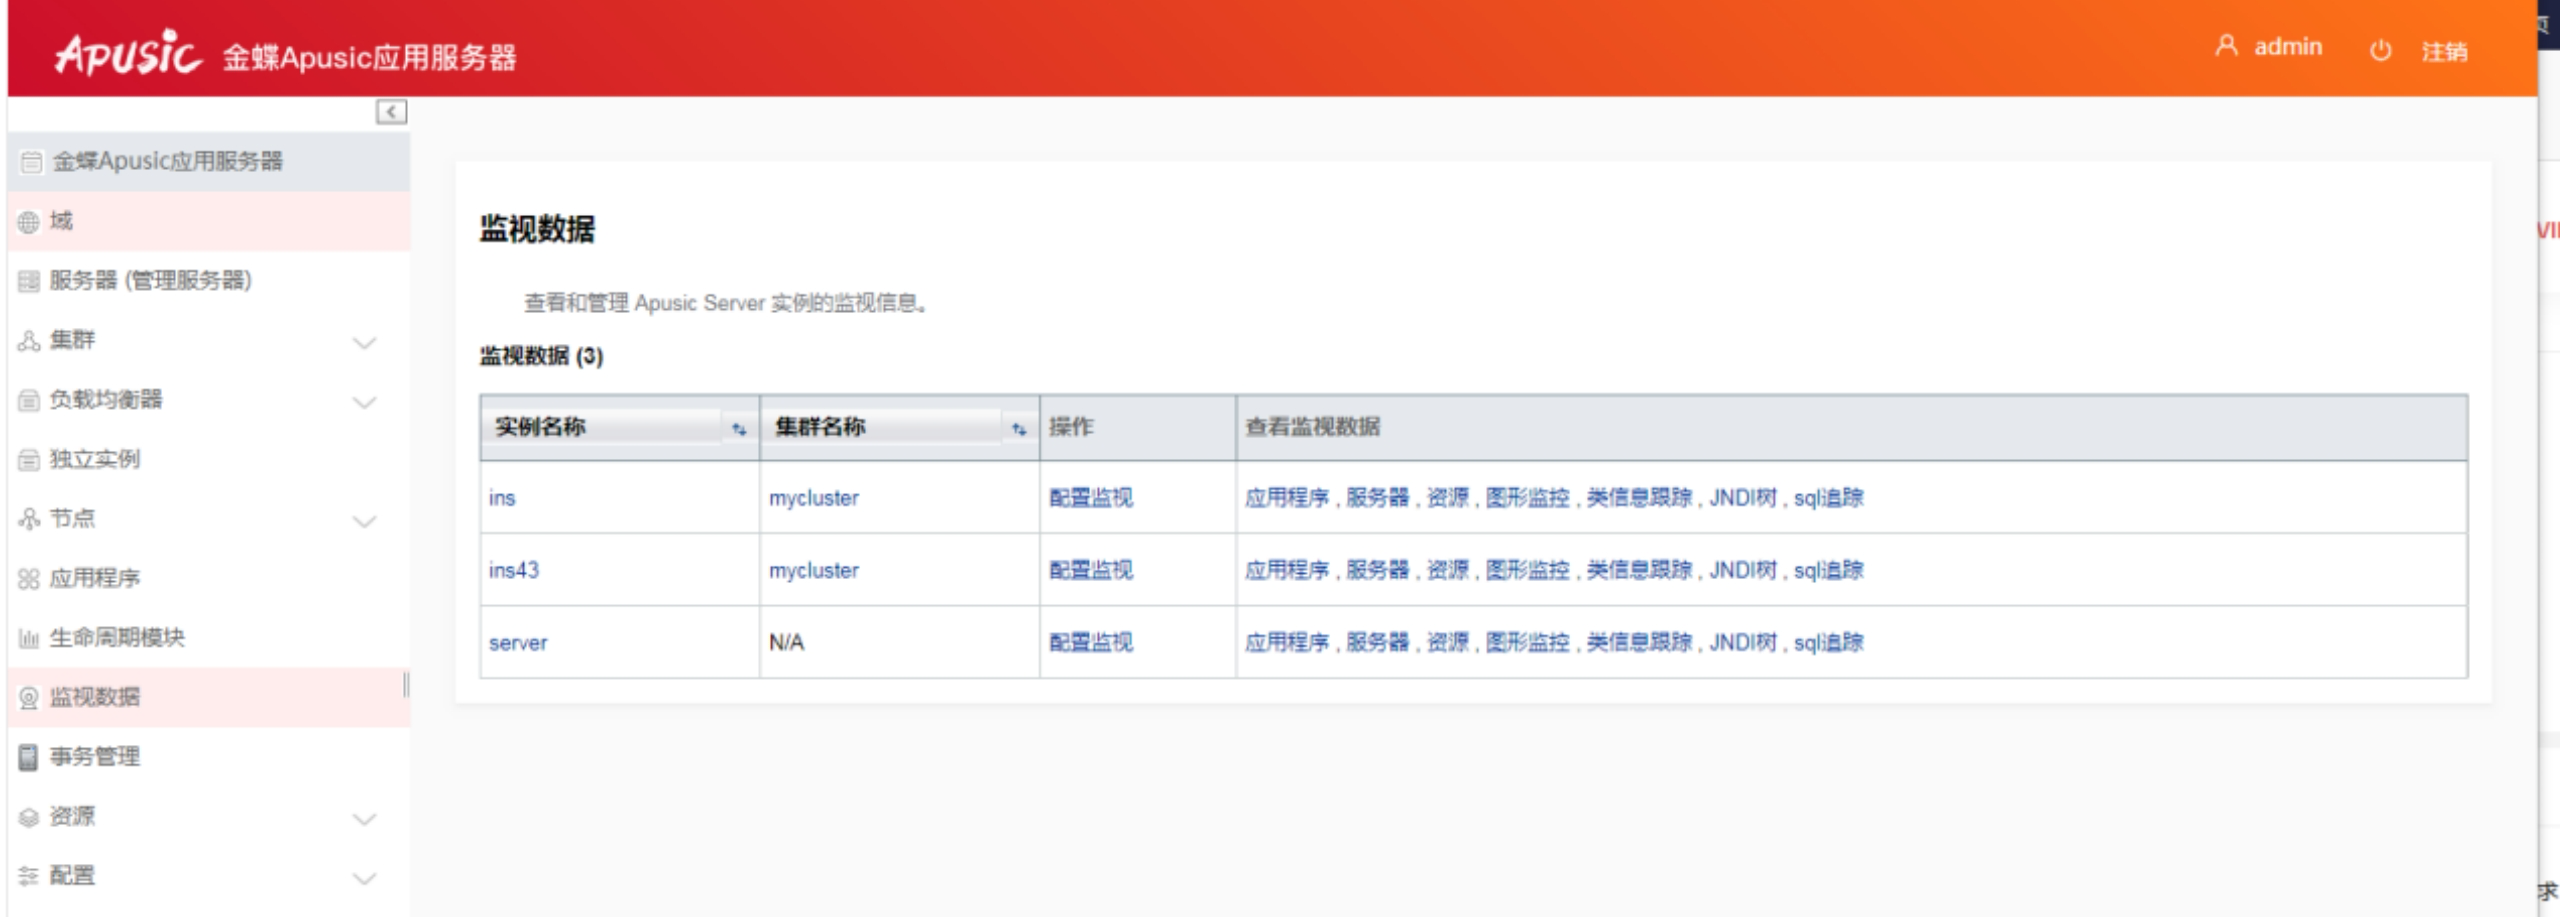 APUSIC 金蝶Apusic应用服务器
admin 注销
页
金蝶Apusic应用服务器
域
服务器 (管理服务器)
集群
负载均衡器
独立实例
节点
应用程序
生命周期模块
监视数据
事务管理
资源
配置
监视数据
查看和管理 Apusic Server 实例的监视信息。
监视数据 (3)
实例名称 集群名称 操作 查看监视数据
ins mycluster 配置监视 应用程序 , 服务器 , 资源 , 图形监控 , 类信息跟踪 , JNDI树 , sql追踪
ins43 mycluster 配置监视 应用程序 , 服务器 , 资源 , 图形监控 , 类信息跟踪 , JNDI树 , sql追踪
server N/A 配置监视 应用程序 , 服务器 , 资源 , 图形监控 , 类信息跟踪 , JNDI树 , sql追踪
求